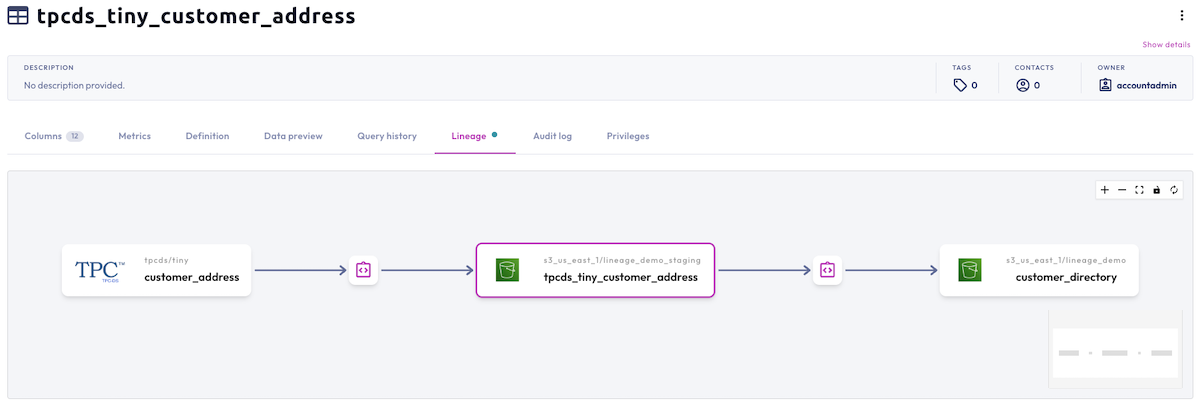 tpcds_tiny_customer_address
Show details
DESCRIPTION
No description provided.
TAGS
0
CONTACTS
0
OWNER
accountadmin
Columns 12 Metrics Definition Data preview Query history Lineage Audit log Privileges
TPC™
TPC-DS
tpcds/tiny
customer_address
s3_us_east_1/lineage_demo_staging
tpcds_tiny_customer_address
s3_us_east_1/lineage_demo
customer_directory